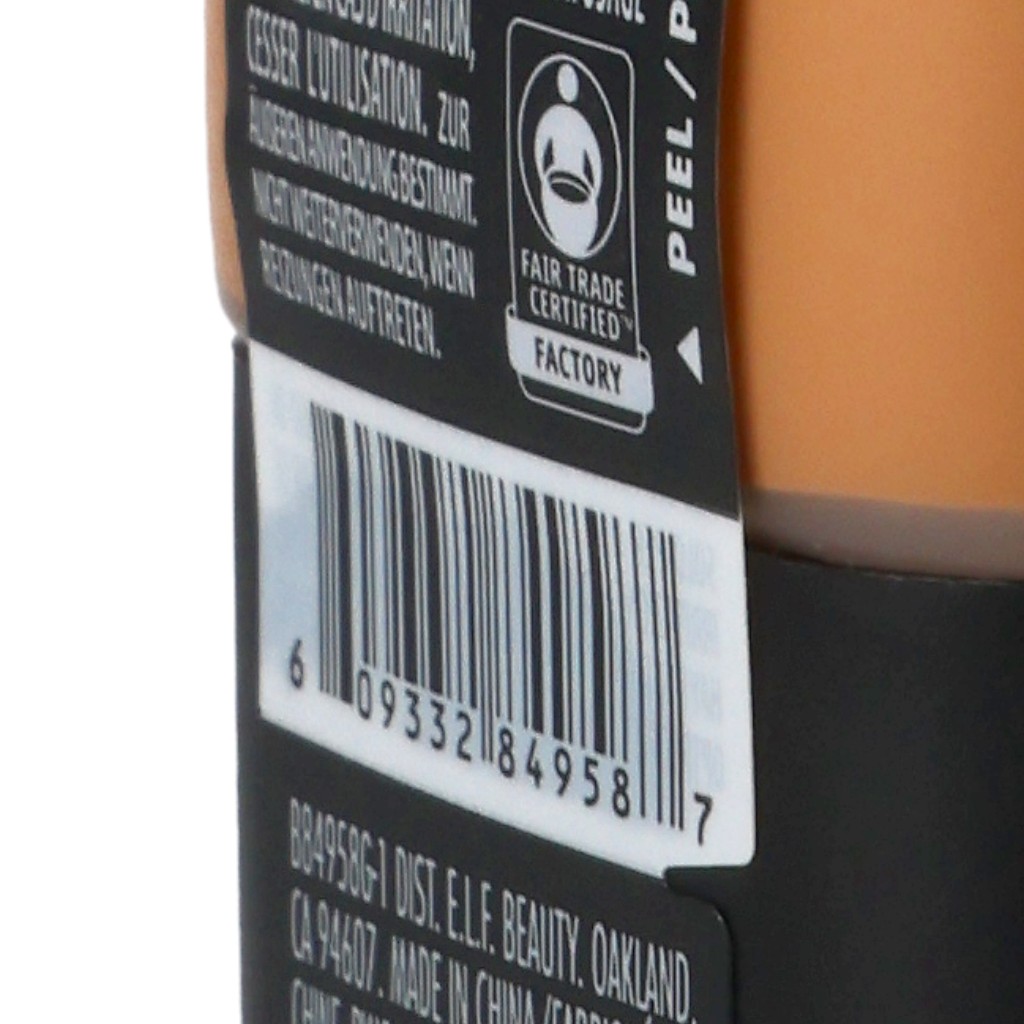 IRRITATION,
CESSER L'UTILISATION. ZUR
ÄUßEREN ANWENDUNG BESTIMMT.
NICHT WEITERVERWENDEN, WENN
REIZUNGEN AUFTRETEN.
FAIR TRADE
CERTIFIED™
FACTORY
PEEL / P
6 09332 84958 7
B84958G-1 DIST. E.L.F. BEAUTY. OAKLAND,
CA 94607. MADE IN CHINA /